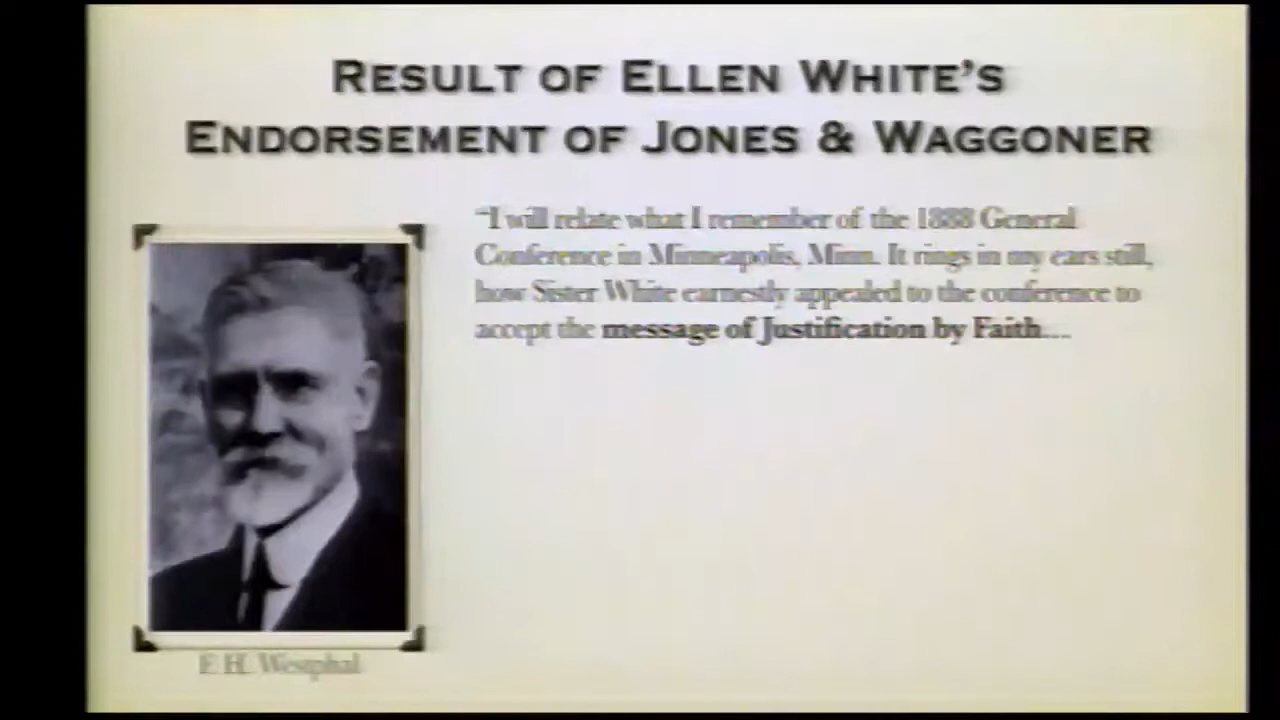 RESULT OF ELLEN WHITE'S
ENDORSEMENT OF JONES & WAGGONER
"I will relate what I remember of the 1888 General
Conference in Minneapolis, Minn. It rings in my ears still,
how Sister White earnestly appealed to the conference to
accept the message of Justification by Faith....
F. H. Westphal